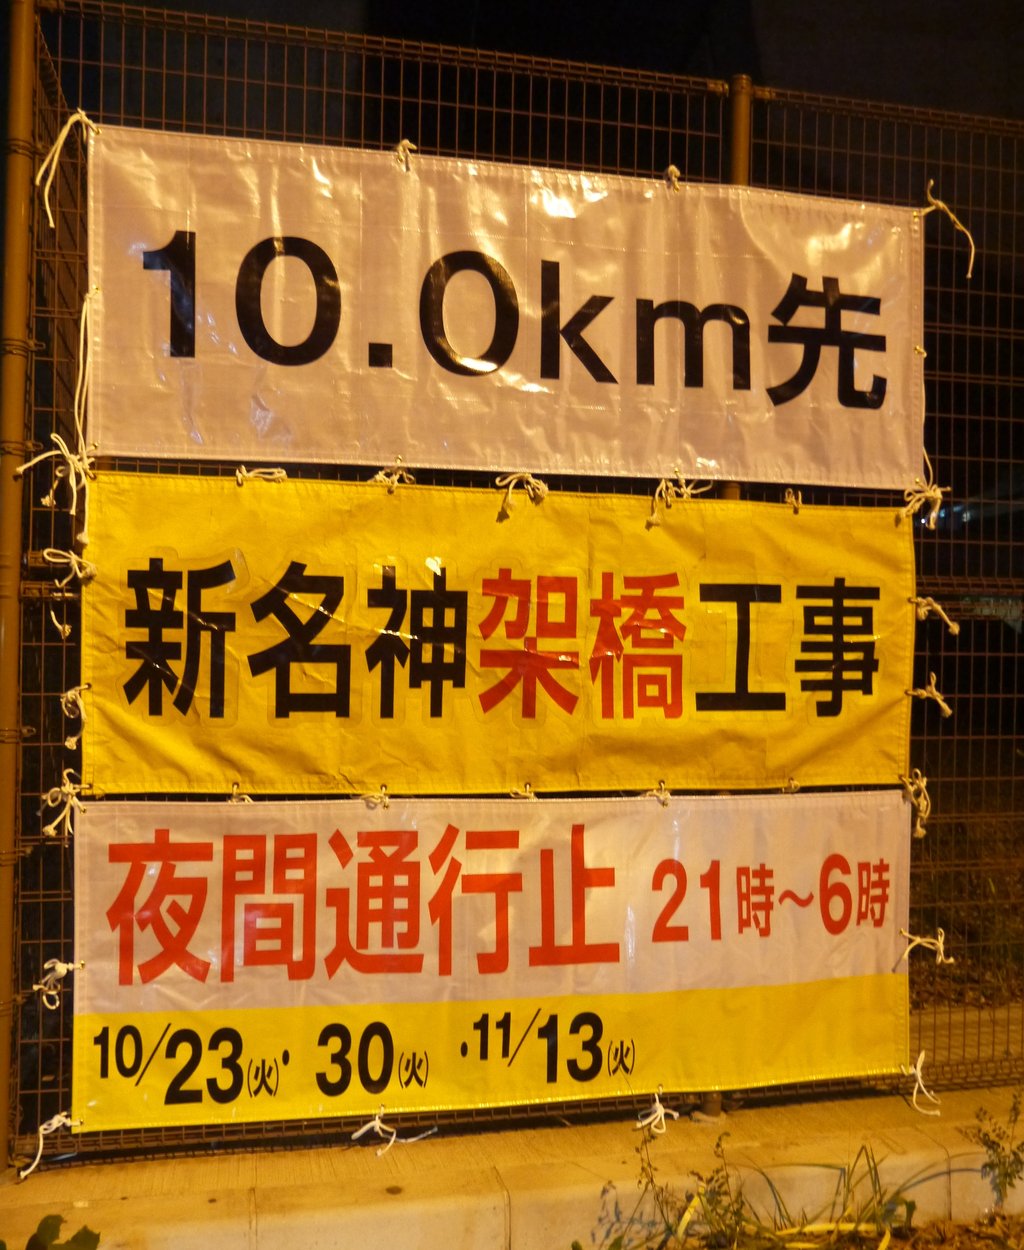 10.0km先
新名神架橋工事
夜間通行止 21時～6時
10/23(火)・30(火)・11/13(火)